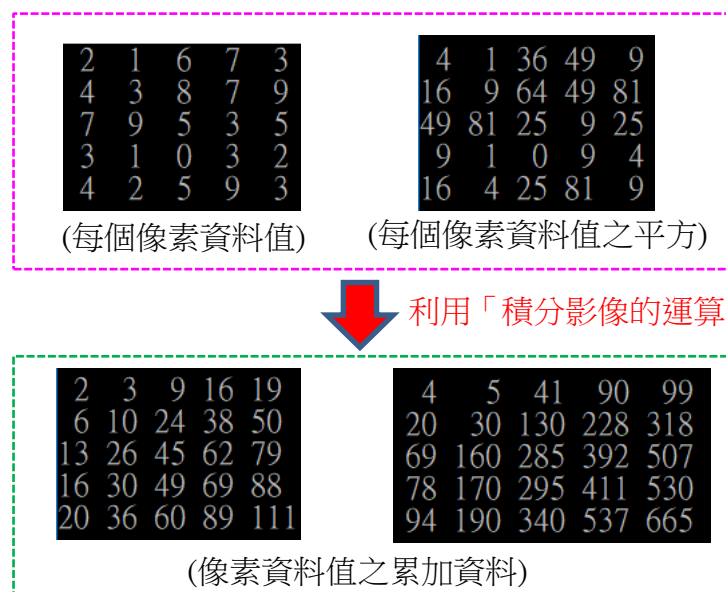 2 1 6 7 3
4 3 8 7 9
7 9 5 3 5
3 1 0 3 2
4 2 5 9 3
(每個像素資料值)
4 1 36 49 9
16 9 64 49 81
49 81 25 9 25
9 1 0 9 4
16 4 25 81 9
(每個像素資料值之平方)
利用「積分影像的運算
2 3 9 16 19
6 10 24 38 50
13 26 45 62 79
16 30 49 69 88
20 36 60 89 111
4 5 41 90 99
20 30 130 228 318
69 160 285 392 507
78 170 295 411 530
94 190 340 537 665
(像素資料值之累加資料)